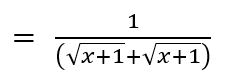 = 1/(√(x+1)+√(x+1))